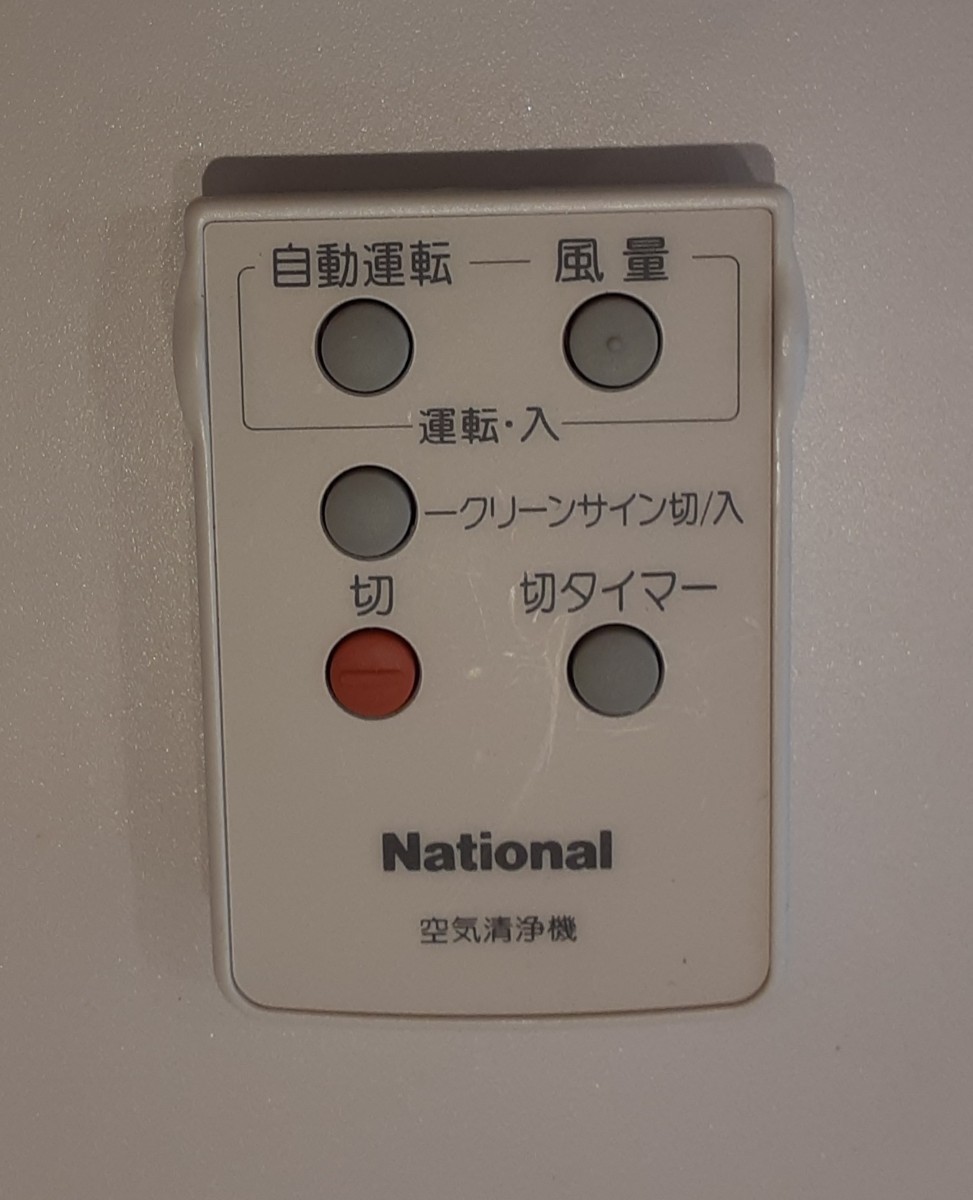 自動運転 風量
運転・入
クリーンサイン切/入
切 切タイマー
National
空気清浄機